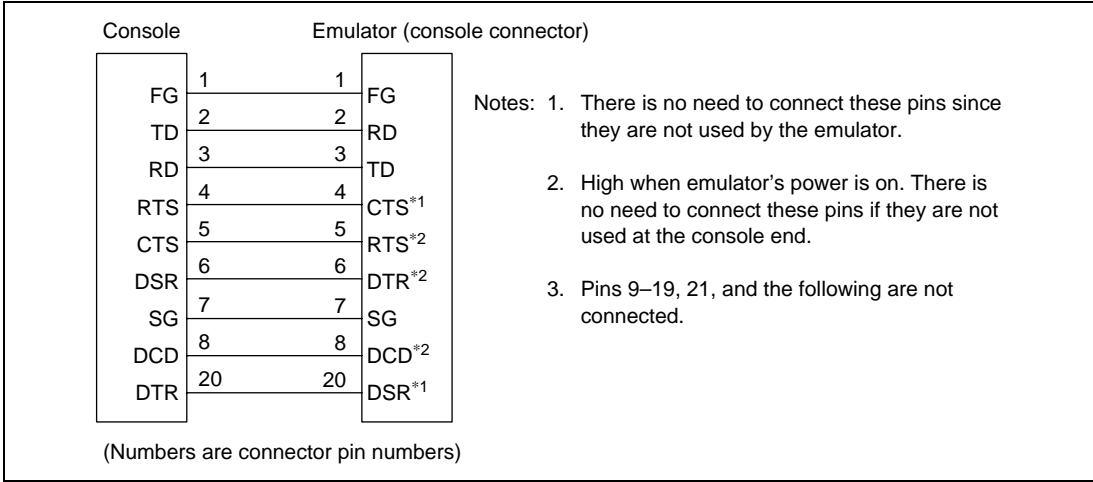 Console Emulator (console connector)
FG 1 1 FG
TD 2 2 RD
RD 3 3 TD
RTS 4 4 CTS*1
CTS 5 5 RTS*2
DSR 6 6 DTR*2
SG 7 7 SG
DCD 8 8 DCD*2
DTR 20 20 DSR*1
(Numbers are connector pin numbers)
Notes: 1. There is no need to connect these pins since
they are not used by the emulator.
2. High when emulator's power is on. There is
no need to connect these pins if they are not
used at the console end.
3. Pins 9–19, 21, and the following are not
connected.